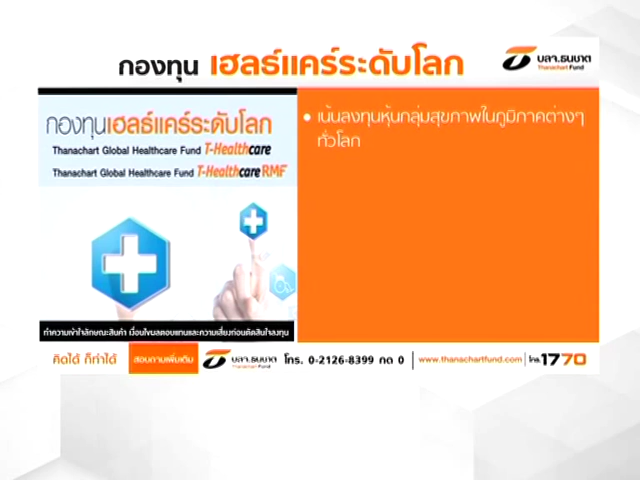 กองทุน เฮลธ์แคร์ระดับโลก
บลจ.ธนชาต
Thanachart Fund
กองทุนเฮลธ์แคร์ระดับโลก
Thanachart Global Healthcare Fund T-Healthcare
Thanachart Global Healthcare Fund T-HealthcareRMF
• เน้นลงทุนหุ้นกลุ่มสุขภาพในภูมิภาคต่างๆ
ทั่วโลก
ทำความเข้าใจลักษณะสินค้า เงื่อนไขผลตอบแทนและความเสี่ยงก่อนตัดสินใจลงทุน
คิดได้ ก็ทำได้
สอบถามเพิ่มเติม
บลจ.ธนชาต
Thanachart Fund
โทร. 0-2126-8399 กด 0
www.thanachartfund.com
โทร.1770